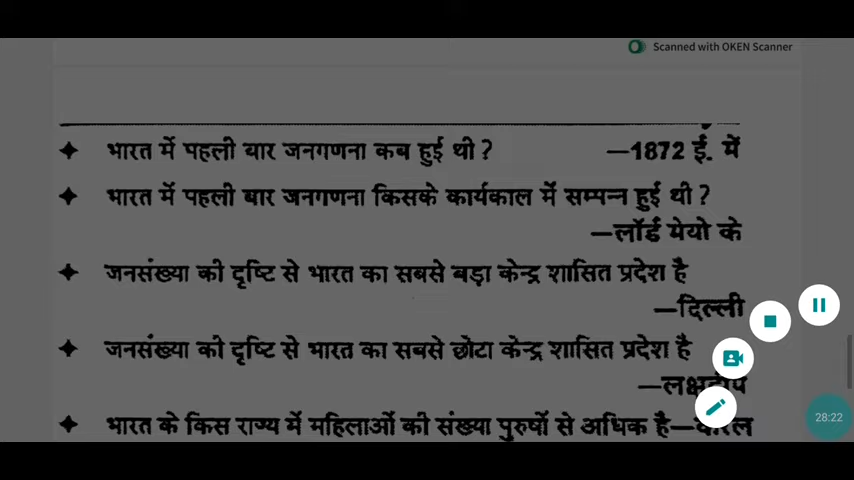 Scanned with OKEN Scanner
भारत में पहली बार जनगणना कब हुई थी? —1872 ई. में
भारत में पहली बार जनगणना किसके कार्यकाल में सम्पन्न हुई थी?
—लॉर्ड मेयो के
जनसंख्या की दृष्टि से भारत का सबसे बड़ा केन्द्र शासित प्रदेश है
—दिल्ली
जनसंख्या की दृष्टि से भारत का सबसे छोटा केन्द्र शासित प्रदेश है
भारत के किस राज्य में महिलाओं की संख्या पुरुषों से अधिक है—
28:22